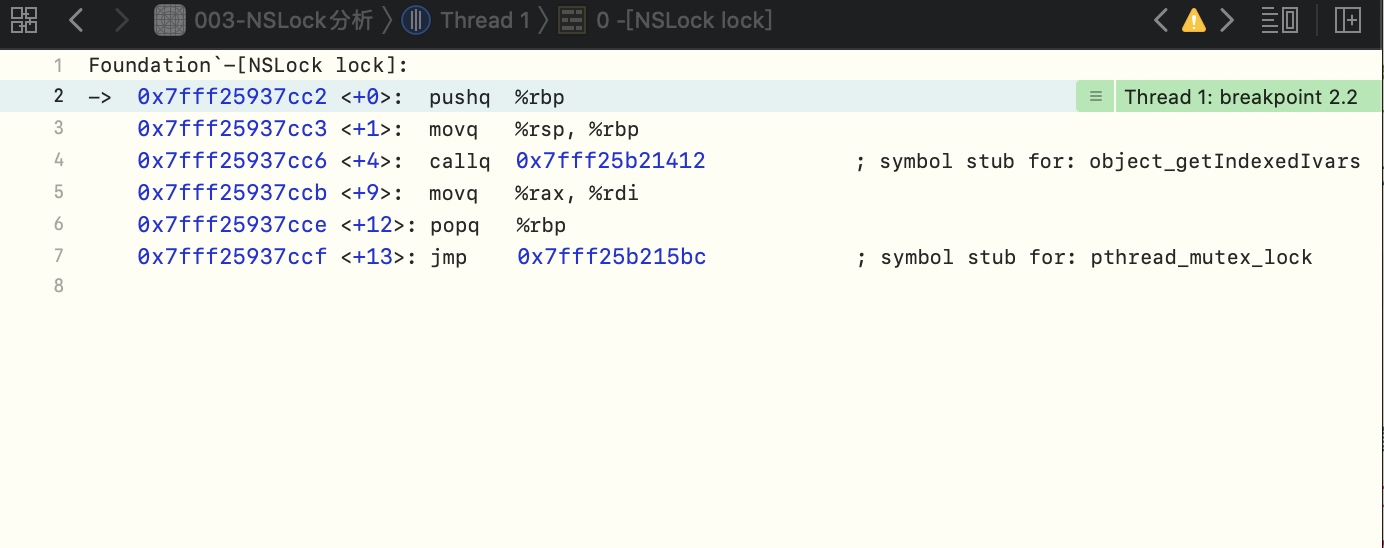 003-NSLock分析 〉 Thread 1 〉 0 -[NSLock lock]
1 Foundation`-[NSLock lock]:
2 -> 0x7fff25937cc2 <+0>: pushq %rbp ≡ Thread 1: breakpoint 2.2
3 0x7fff25937cc3 <+1>: movq %rsp, %rbp
4 0x7fff25937cc6 <+4>: callq 0x7fff25b21412 ; symbol stub for: object_getIndexedIvars
5 0x7fff25937ccb <+9>: movq %rax, %rdi
6 0x7fff25937cce <+12>: popq %rbp
7 0x7fff25937ccf <+13>: jmp 0x7fff25b215bc ; symbol stub for: pthread_mutex_lock
8